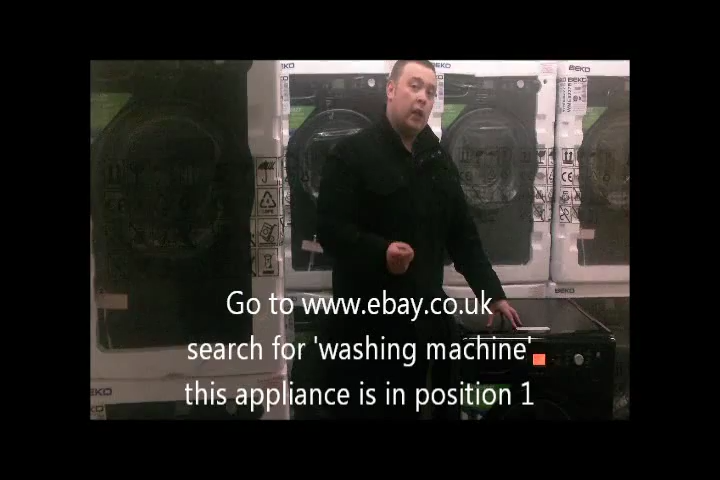 BEKO
BEKO
BEKO
BEKO
BEKO
Go to www.ebay.co.uk
search for 'washing machine'
this appliance is in position 1